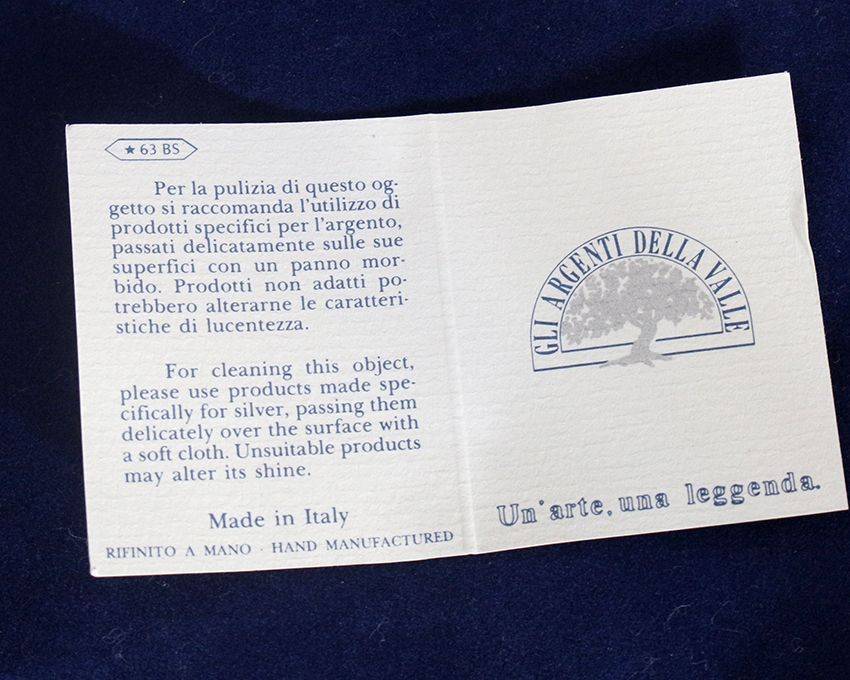 ★ 63 BS
Per la pulizia di questo og-
getto si raccomanda l'utilizzo di
prodotti specifici per l'argento,
passati delicatamente sulle sue
superfici con un panno mor-
bido. Prodotti non adatti po-
trebbero alterarne le caratteri-
stiche di lucentezza.
For cleaning this object,
please use products made spe-
cifically for silver, passing them
delicately over the surface with
a soft cloth. Unsuitable products
may alter its shine.
Made in Italy
RIFINITO A MANO · HAND MANUFACTURED
GLI ARGENTI DELLA VALLE
Un'arte, una leggenda.